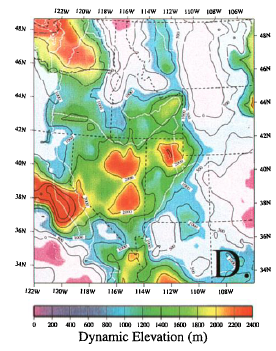 122W 120W 118W 116W 114W 112W 110W 108W
48N 48N
46N 46N
44N 44N
42N 42N
40N 40N
38N 38N
36N 36N
34N 34N
D.
122W 120W 118W 116W 114W 112W 110W 108W
0 200 400 600 800 1000 1200 1400 1600 1800 2000 2200 2400
Dynamic Elevation (m)